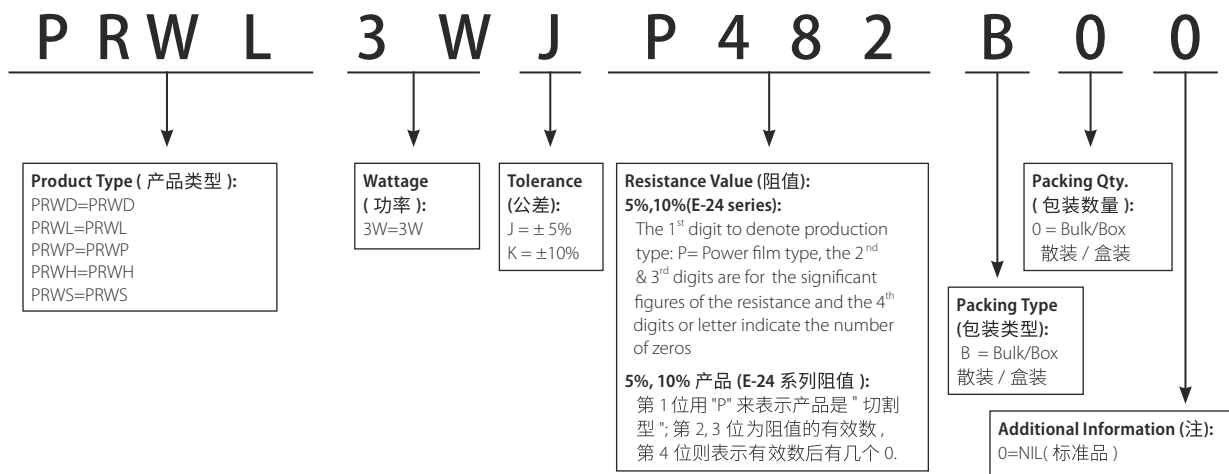 P R W L 3 W J P 4 8 2 B 0 0
Product Type ( 产品类型 ):
PRWD=PRWD
PRWL=PRWL
PRWP=PRWP
PRWH=PRWH
PRWS=PRWS
Wattage
( 功率 ):
3W=3W
Tolerance
(公差):
J = ± 5%
K = ±10%
Resistance Value (阻值):
5%,10%(E-24 series):
The 1st digit to denote production
type: P= Power film type, the 2nd
& 3rd digits are for the significant
figures of the resistance and the 4th
digits or letter indicate the number
of zeros
5%, 10% 产品 (E-24 系列阻值 ):
第 1 位用 "P" 来表示产品是 " 切割
型 "; 第 2, 3 位为阻值的有效数 ,
第 4 位则表示有效数后有几个 0.
Packing Qty.
( 包装数量 ):
0 = Bulk/Box
散装 / 盒装
Packing Type
(包装类型):
B = Bulk/Box
散装 / 盒装
Additional Information (注):
0=NIL( 标准品 )